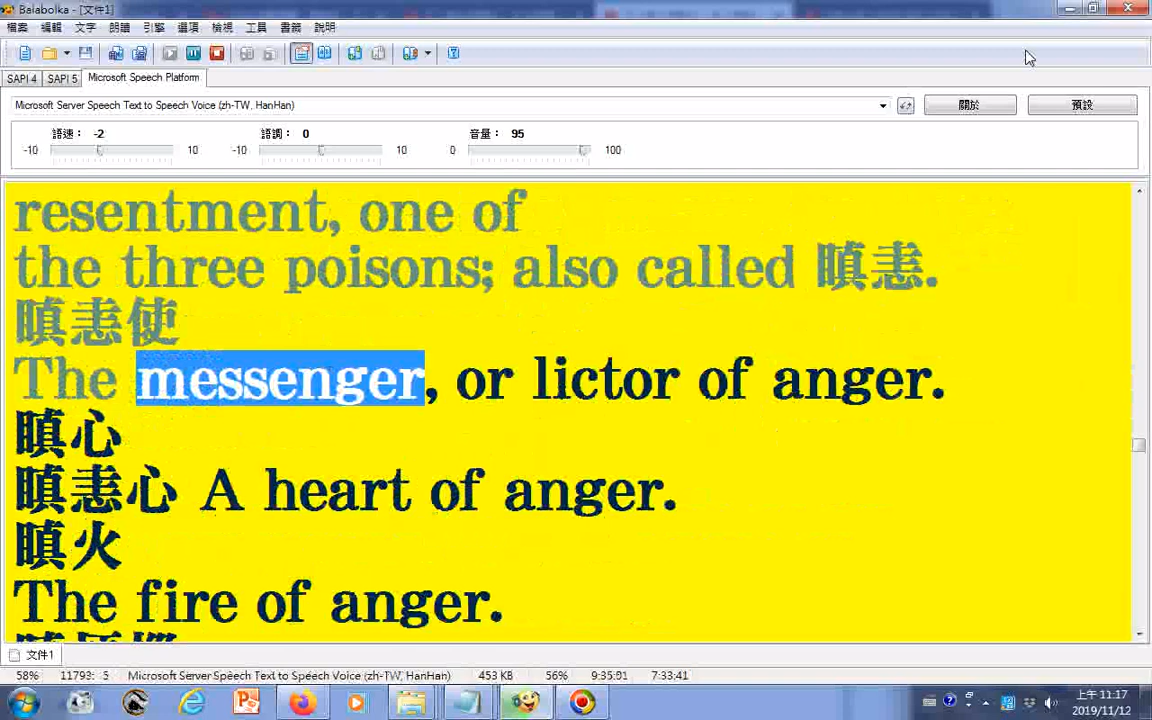 Balabolka - [文件1]
檔案 編輯 文字 朗讀 引擎 選項 檢視 工具 書籤 說明
SAPI 4 SAPI 5 Microsoft Speech Platform
Microsoft Server Speech Text to Speech Voice (zh-TW, HanHan) 關於 預設
語速： -2 語調： 0 音量： 95
-10 10 -10 10 0 100
resentment, one of
the three poisons; also called 瞋恚.
瞋恚使
The messenger, or lictor of anger.
瞋心
瞋恚心 A heart of anger.
瞋火
The fire of anger.
文件1
58% 11793: 3 Microsoft Server Speech Text to Speech Voice (zh-TW, HanHan) 453 KB 56% 9:35:01 7:33:41
上午 11:17
2019/11/12